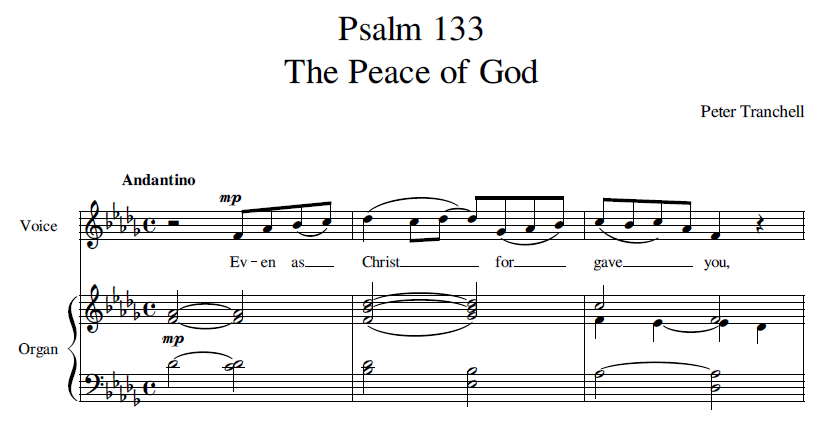 Psalm 133
The Peace of God
Peter Tranchell
Andantino
mp
Voice
Ev - en as Christ for gave you,
Organ
mp